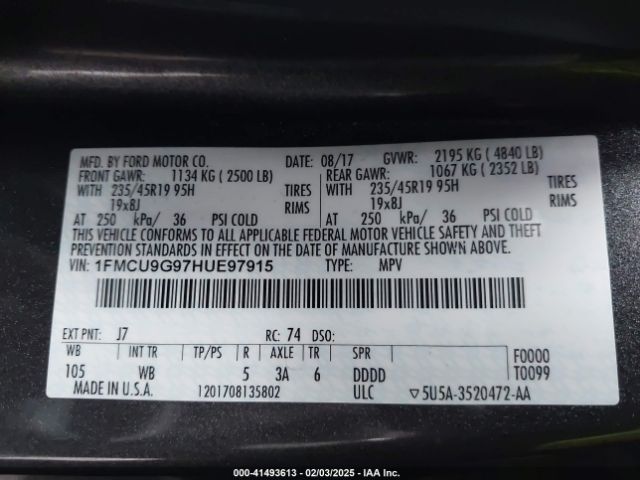 MFD. BY FORD MOTOR CO. DATE: 08/17 GVWR: 2195 KG ( 4840 LB)
FRONT GAWR: 1134 KG ( 2500 LB) REAR GAWR: 1067 KG ( 2352 LB)
WITH 235/45R19 95H TIRES WITH 235/45R19 95H TIRES
19x8J RIMS 19x8J RIMS
AT 250 kPa/ 36 PSI COLD AT 250 kPa/ 36 PSI COLD
THIS VEHICLE CONFORMS TO ALL APPLICABLE FEDERAL MOTOR VEHICLE SAFETY AND THEFT
PREVENTION STANDARDS IN EFFECT ON THE DATE OF MANUFACTURE SHOWN ABOVE.
VIN: 1FMCU9G97HUE97915 TYPE: MPV
EXT PNT: J7 RC: 74 DSO:
WB INT TR TP/PS R AXLE TR SPR F0000
105 WB 5 3A 6 DDDD T0099
MADE IN U.S.A. 1201708135802 ULC ▽5U5A-3520472-AA
000-41493613 - 02/03/2025 - IAA Inc.